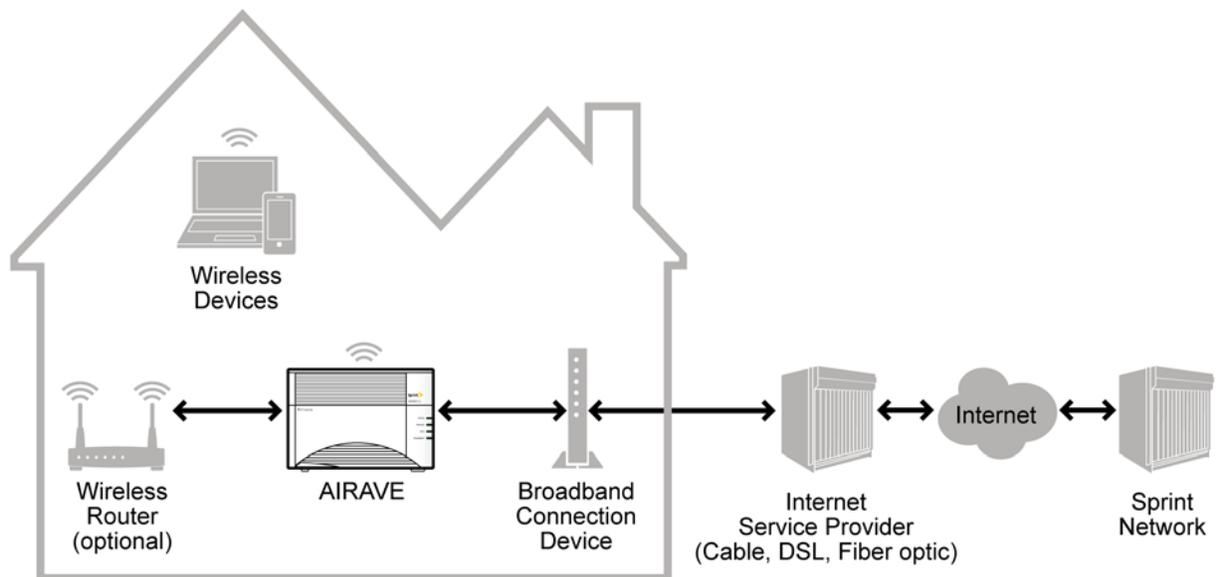 Wireless
Devices
Wireless
Router
(optional)
AIRAVE
Broadband
Connection
Device
Internet
Service Provider
(Cable, DSL, Fiber optic)
Internet
Sprint
Network